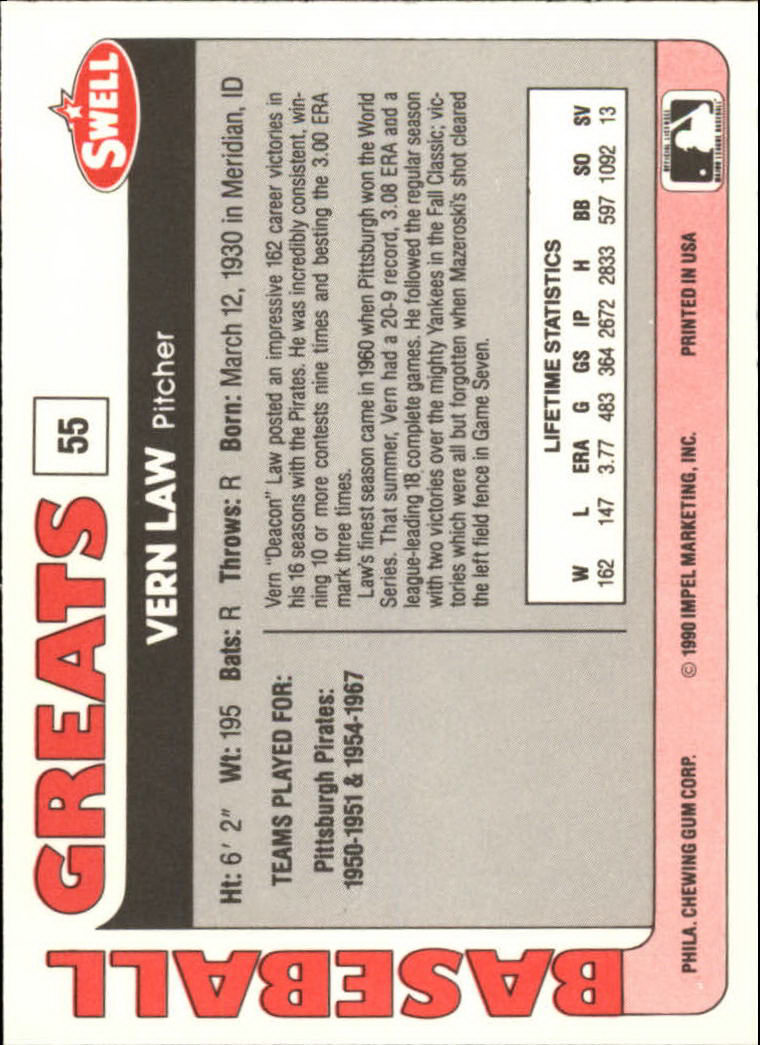 BASEBALL
GREATS
55
SWELL
VERN LAW Pitcher
Ht: 6' 2" Wt: 195 Bats: R Throws: R Born: March 12, 1930 in Meridian, ID
TEAMS PLAYED FOR:
Pittsburgh Pirates:
1950-1951 & 1954-1967
Vern "Deacon" Law posted an impressive 162 career victories in
his 16 seasons with the Pirates. He was incredibly consistent, win-
ning 10 or more contests nine times and besting the 3.00 ERA
mark three times.
Law's finest season came in 1960 when Pittsburgh won the World
Series. That summer, Vern had a 20-9 record, 3.08 ERA and a
league-leading 18 complete games. He followed the regular season
with two victories over the mighty Yankees in the Fall Classic; vic-
tories which were all but forgotten when Mazeroski's shot cleared
the left field fence in Game Seven.
LIFETIME STATISTICS
W L ERA G GS IP H BB SO SV
162 147 3.77 483 364 2672 2833 597 1092 13
PHILA. CHEWING GUM CORP. © 1990 IMPEL MARKETING, INC. PRINTED IN USA
OFFICIAL LICENSEE
MAJOR LEAGUE BASEBALL